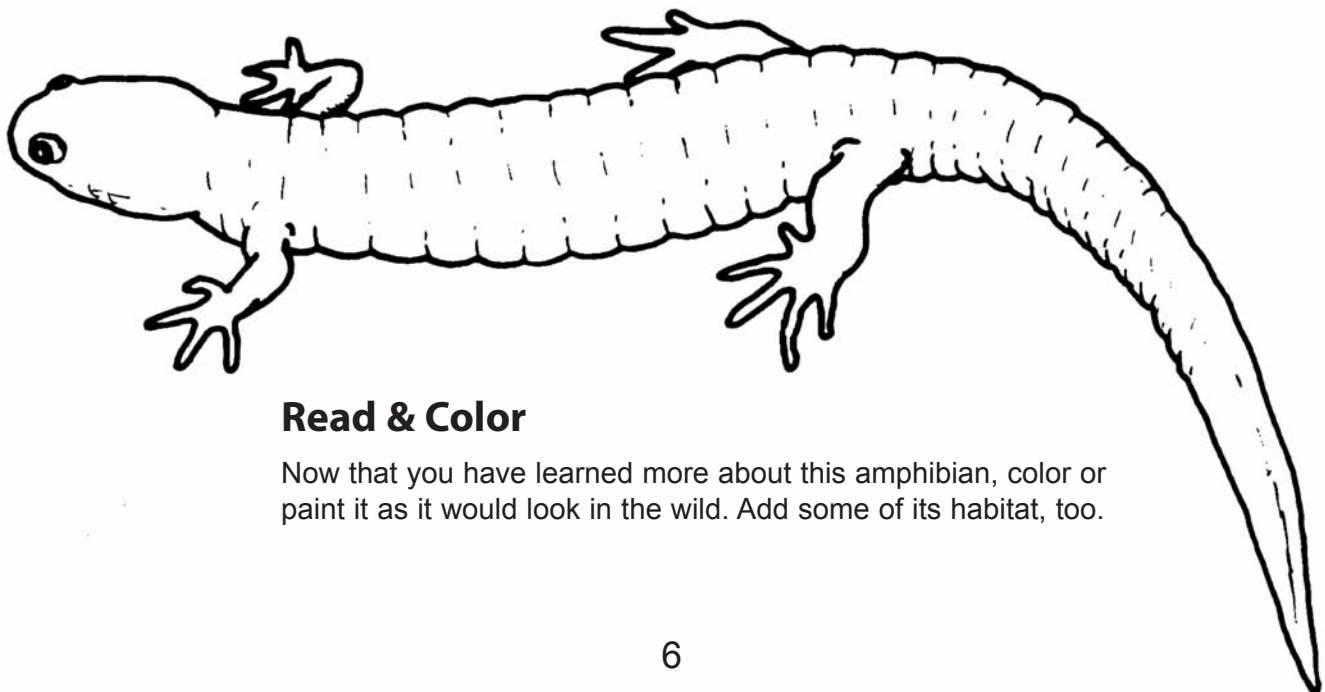 Read & Color
Now that you have learned more about this amphibian, color or
paint it as it would look in the wild. Add some of its habitat, too.
6